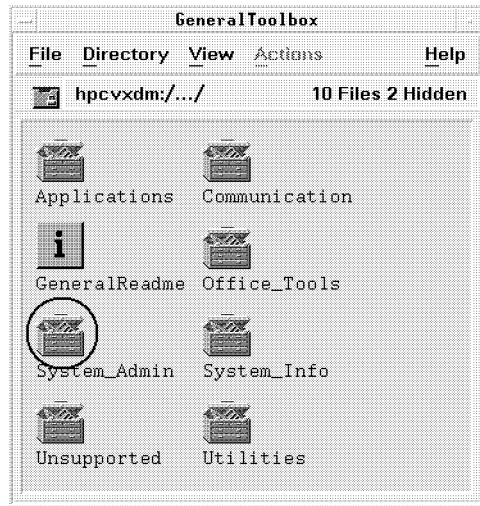 GeneralToolbox
File Directory View Actions Help
hpcvxdm:/.../ 10 Files 2 Hidden
Applications Communication
i
GeneralReadme Office_Tools
System_Admin System_Info
Unsupported Utilities